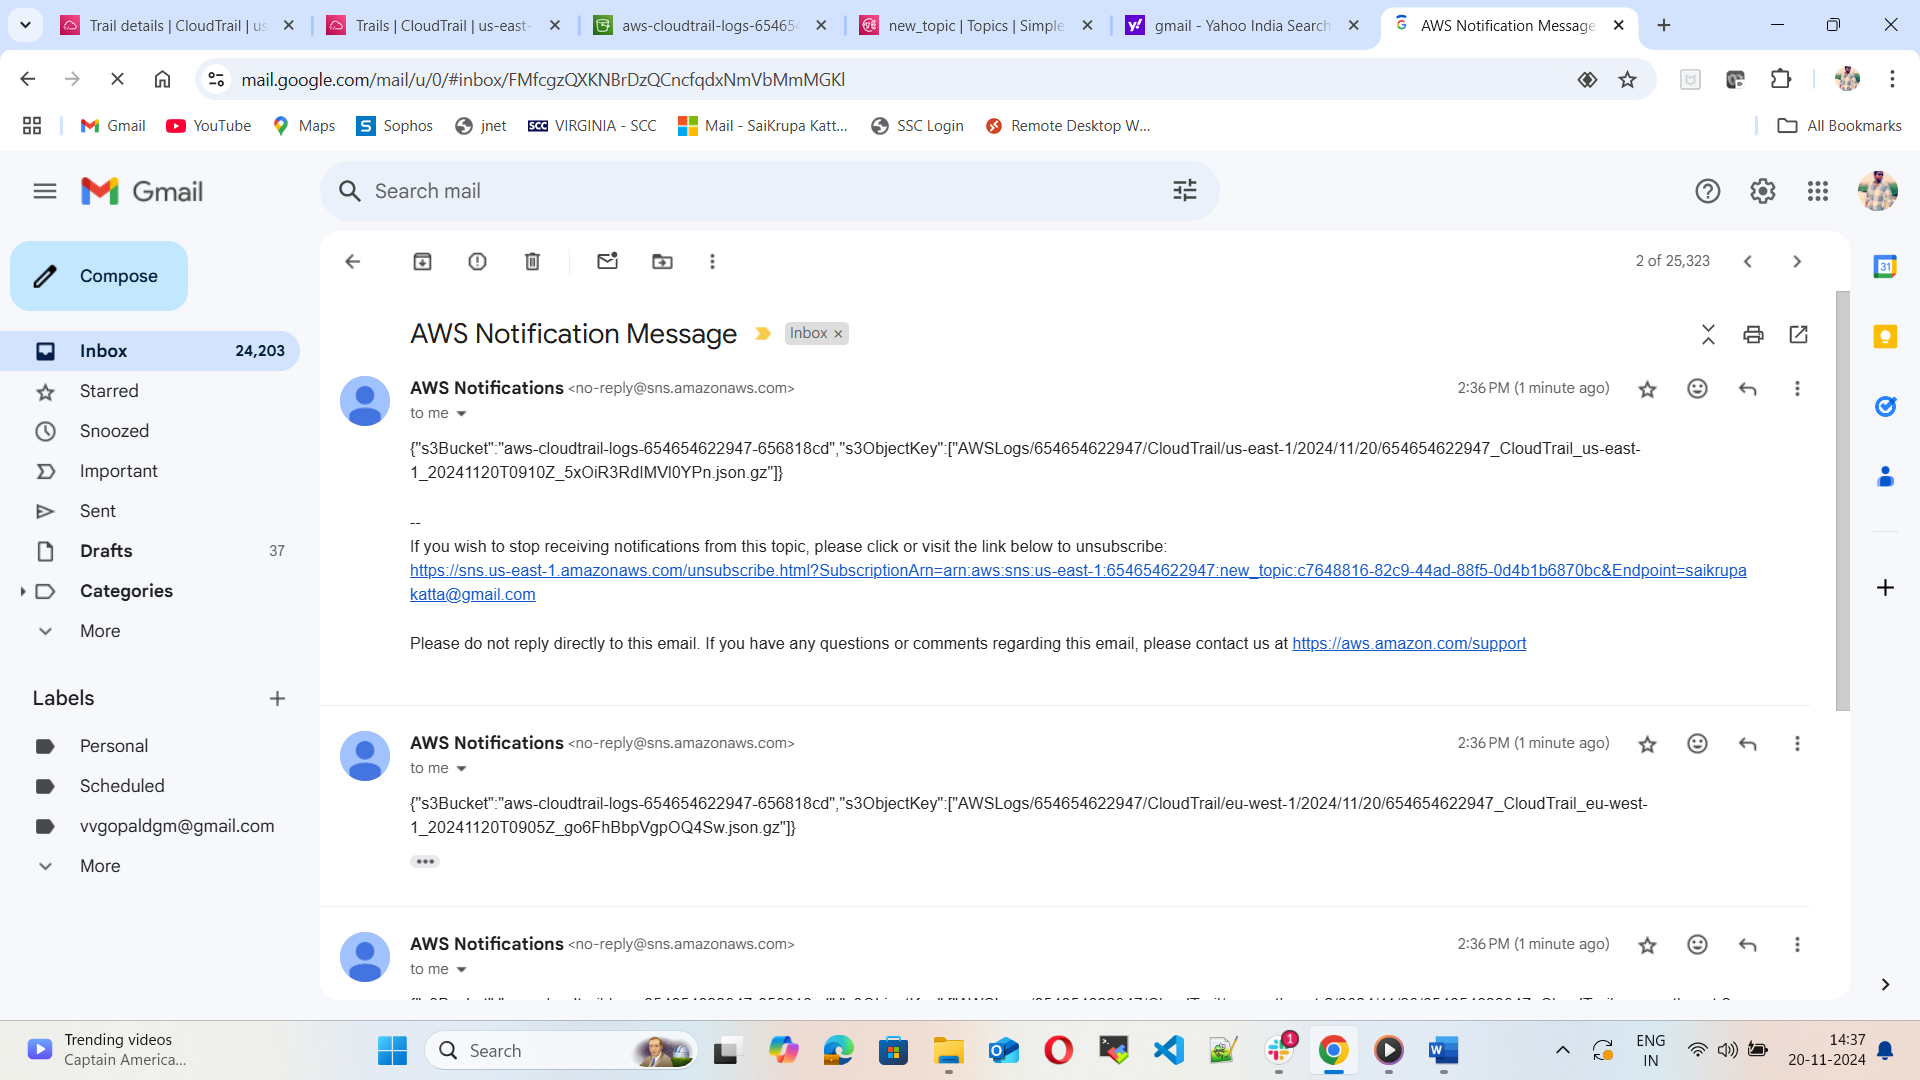 Trail details | CloudTrail | us
Trails | CloudTrail | us-east-
aws-cloudtrail-logs-65465
new_topic | Topics | Simple
gmail - Yahoo India Search
AWS Notification Message
mail.google.com/mail/u/0/#inbox/FMfcgzQXKNBrDzQCncfqdxNmVbMmMGKl
Gmail
YouTube
Maps
Sophos
jnet
VIRGINIA - SCC
Mail - SaiKrupa Katt...
SSC Login
Remote Desktop W...
All Bookmarks
Gmail
Search mail
Compose
2 of 25,323
Inbox 24,203
Starred
Snoozed
Important
Sent
Drafts 37
Categories
More
Labels
Personal
Scheduled
vvgopaldgm@gmail.com
More
AWS Notification Message
Inbox
AWS Notifications <no-reply@sns.amazonaws.com>
2:36 PM (1 minute ago)
to me
{"s3Bucket":"aws-cloudtrail-logs-654654622947-656818cd","s3ObjectKey":["AWSLogs/654654622947/CloudTrail/us-east-1/2024/11/20/654654622947_CloudTrail_us-east-
1_20241120T0910Z_5xOiR3RdIMVl0YPn.json.gz"]}
--
If you wish to stop receiving notifications from this topic, please click or visit the link below to unsubscribe:
https://sns.us-east-1.amazonaws.com/unsubscribe.html?SubscriptionArn=arn:aws:sns:us-east-1:654654622947:new_topic:c7648816-82c9-44ad-88f5-0d4b1b6870bc&Endpoint=saikrupa
katta@gmail.com
Please do not reply directly to this email. If you have any questions or comments regarding this email, please contact us at https://aws.amazon.com/support
AWS Notifications <no-reply@sns.amazonaws.com>
2:36 PM (1 minute ago)
to me
{"s3Bucket":"aws-cloudtrail-logs-654654622947-656818cd","s3ObjectKey":["AWSLogs/654654622947/CloudTrail/eu-west-1/2024/11/20/654654622947_CloudTrail_eu-west-
1_20241120T0905Z_go6FhBbpVgpOQ4Sw.json.gz"]}
AWS Notifications <no-reply@sns.amazonaws.com>
2:36 PM (1 minute ago)
to me
Trending videos
Captain America...
Search
1
ENG
IN
14:37
20-11-2024